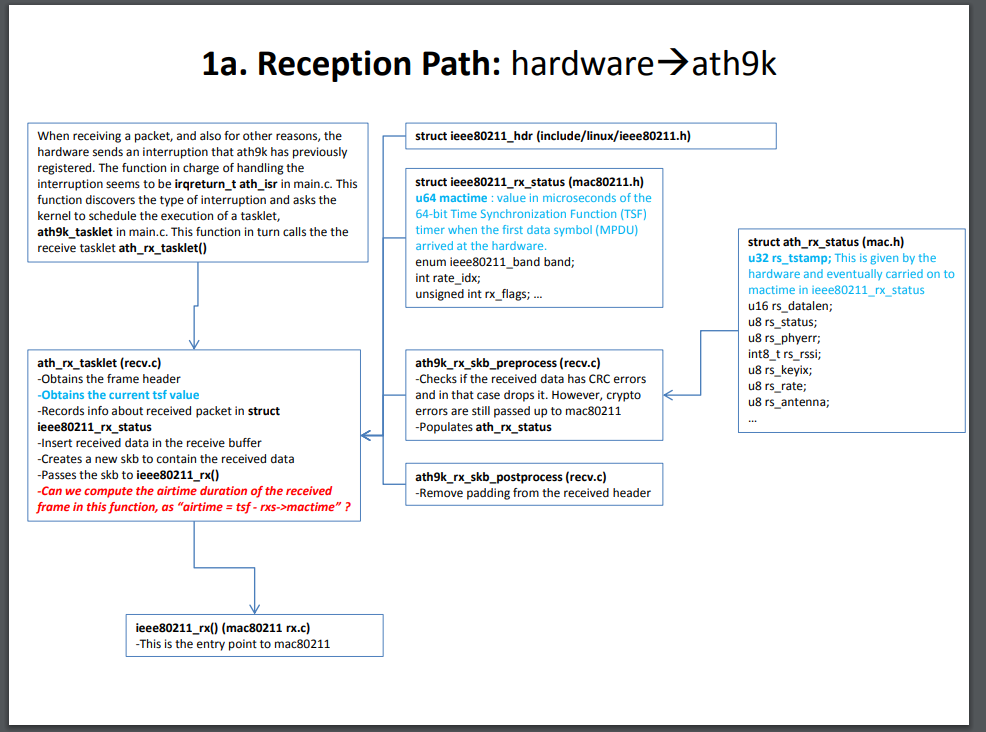 1a. Reception Path: hardware→ath9k
When receiving a packet, and also for other reasons, the
hardware sends an interruption that ath9k has previously
registered. The function in charge of handling the
interruption seems to be irqreturn_t ath_isr in main.c. This
function discovers the type of interruption and asks the
kernel to schedule the execution of a tasklet,
ath9k_tasklet in main.c. This function in turn calls the the
receive tasklet ath_rx_tasklet()
struct ieee80211_hdr (include/linux/ieee80211.h)
struct ieee80211_rx_status (mac80211.h)
u64 mactime : value in microseconds of the
64-bit Time Synchronization Function (TSF)
timer when the first data symbol (MPDU)
arrived at the hardware.
enum ieee80211_band band;
int rate_idx;
unsigned int rx_flags; ...
struct ath_rx_status (mac.h)
u32 rs_tstamp; This is given by the
hardware and eventually carried on to
mactime in ieee80211_rx_status
u16 rs_datalen;
u8 rs_status;
u8 rs_phyerr;
int8_t rs_rssi;
u8 rs_keyix;
u8 rs_rate;
u8 rs_antenna;
...
ath_rx_tasklet (recv.c)
-Obtains the frame header
-Obtains the current tsf value
-Records info about received packet in struct
ieee80211_rx_status
-Insert received data in the receive buffer
-Creates a new skb to contain the received data
-Passes the skb to ieee80211_rx()
-Can we compute the airtime duration of the received
frame in this function, as “airtime = tsf - rxs->mactime” ?
ath9k_rx_skb_preprocess (recv.c)
-Checks if the received data has CRC errors
and in that case drops it. However, crypto
errors are still passed up to mac80211
-Populates ath_rx_status
ath9k_rx_skb_postprocess (recv.c)
-Remove padding from the received header
ieee80211_rx() (mac80211 rx.c)
-This is the entry point to mac80211